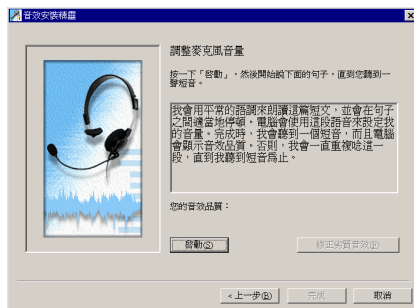 音效安裝精靈
調整麥克風音量
按一下「啓動」，然後開始說下面的句子，直到您聽到一
聲短音。
我會用平常的語調來朗讀這篇短文，並會在句子
之間適當地停頓。電腦會使用這段語音來設定我
的音量。完成時，我會聽到一個短音，而且電腦
會顯示音效品質。否則，我會一直重複唸這一
段，直到我聽到短音爲止。
您的音效品質：
啓動(S)
修正劣質音效(P)
< 上一步(B)
完成
取消